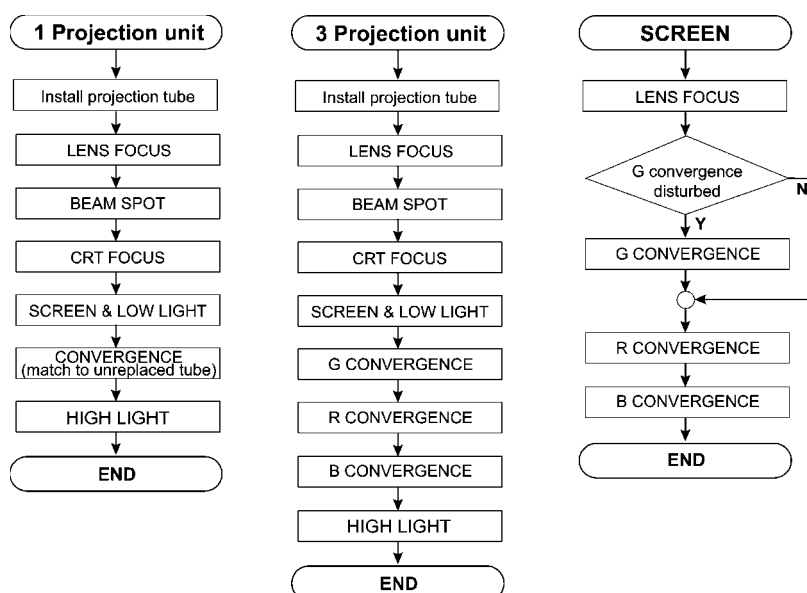 1 Projection unit
Install projection tube
LENS FOCUS
BEAM SPOT
CRT FOCUS
SCREEN & LOW LIGHT
CONVERGENCE
(match to unreplaced tube)
HIGH LIGHT
END
3 Projection unit
Install projection tube
LENS FOCUS
BEAM SPOT
CRT FOCUS
SCREEN & LOW LIGHT
G CONVERGENCE
R CONVERGENCE
B CONVERGENCE
HIGH LIGHT
END
SCREEN
LENS FOCUS
G convergence
disturbed
N
Y
G CONVERGENCE
R CONVERGENCE
B CONVERGENCE
END